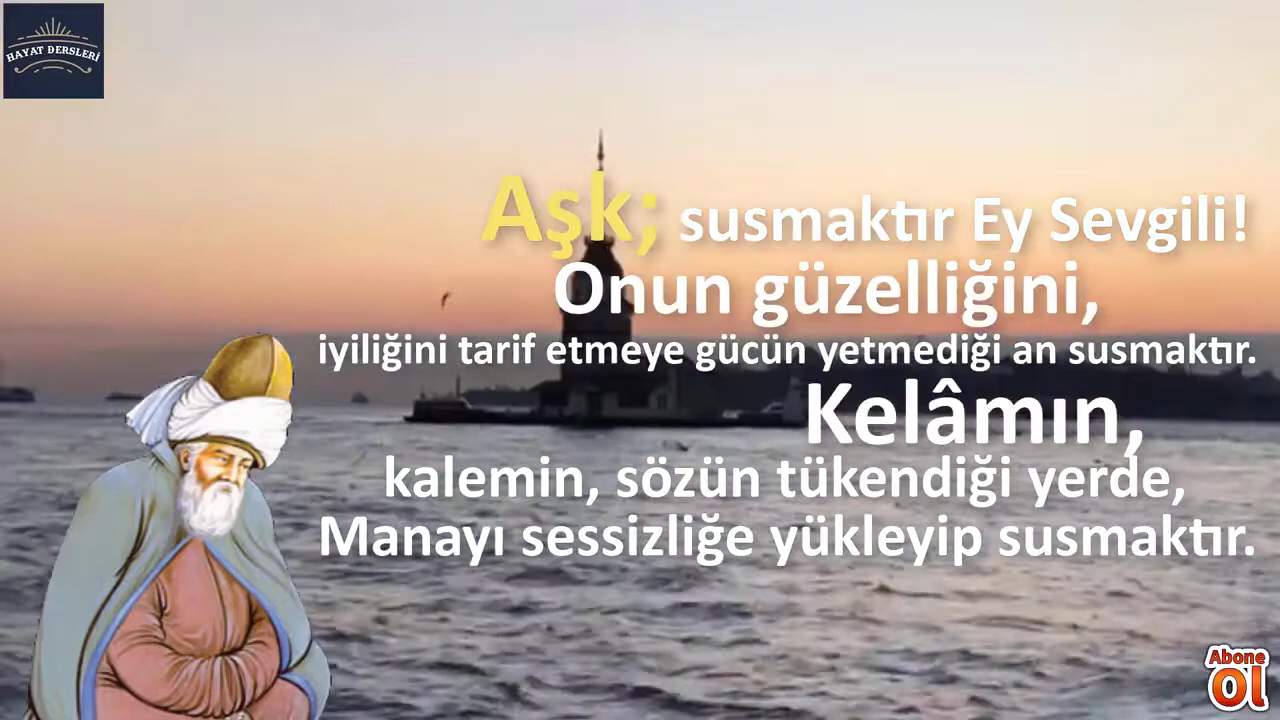 HAYAT DERSLERİ
Aşk; susmaktır Ey Sevgili!
Onun güzelliğini,
iyiliğini tarif etmeye gücün yetmediği an susmaktır.
Kelâmın,
kalemin, sözün tükendiği yerde,
Manayı sessizliğe yükleyip susmaktır.
Abone
Ol